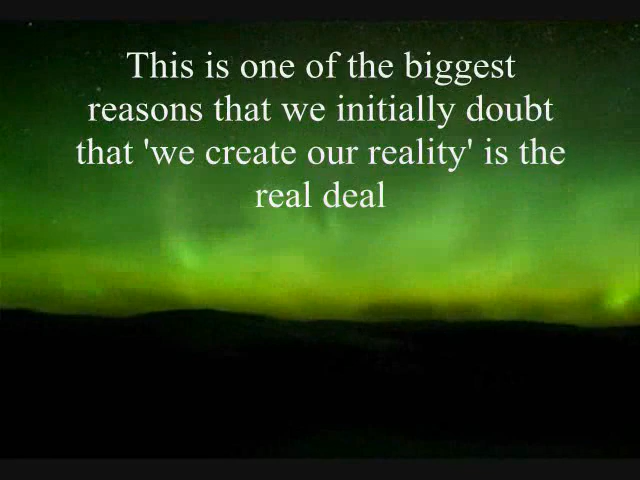 This is one of the biggest
reasons that we initially doubt
that 'we create our reality' is the
real deal